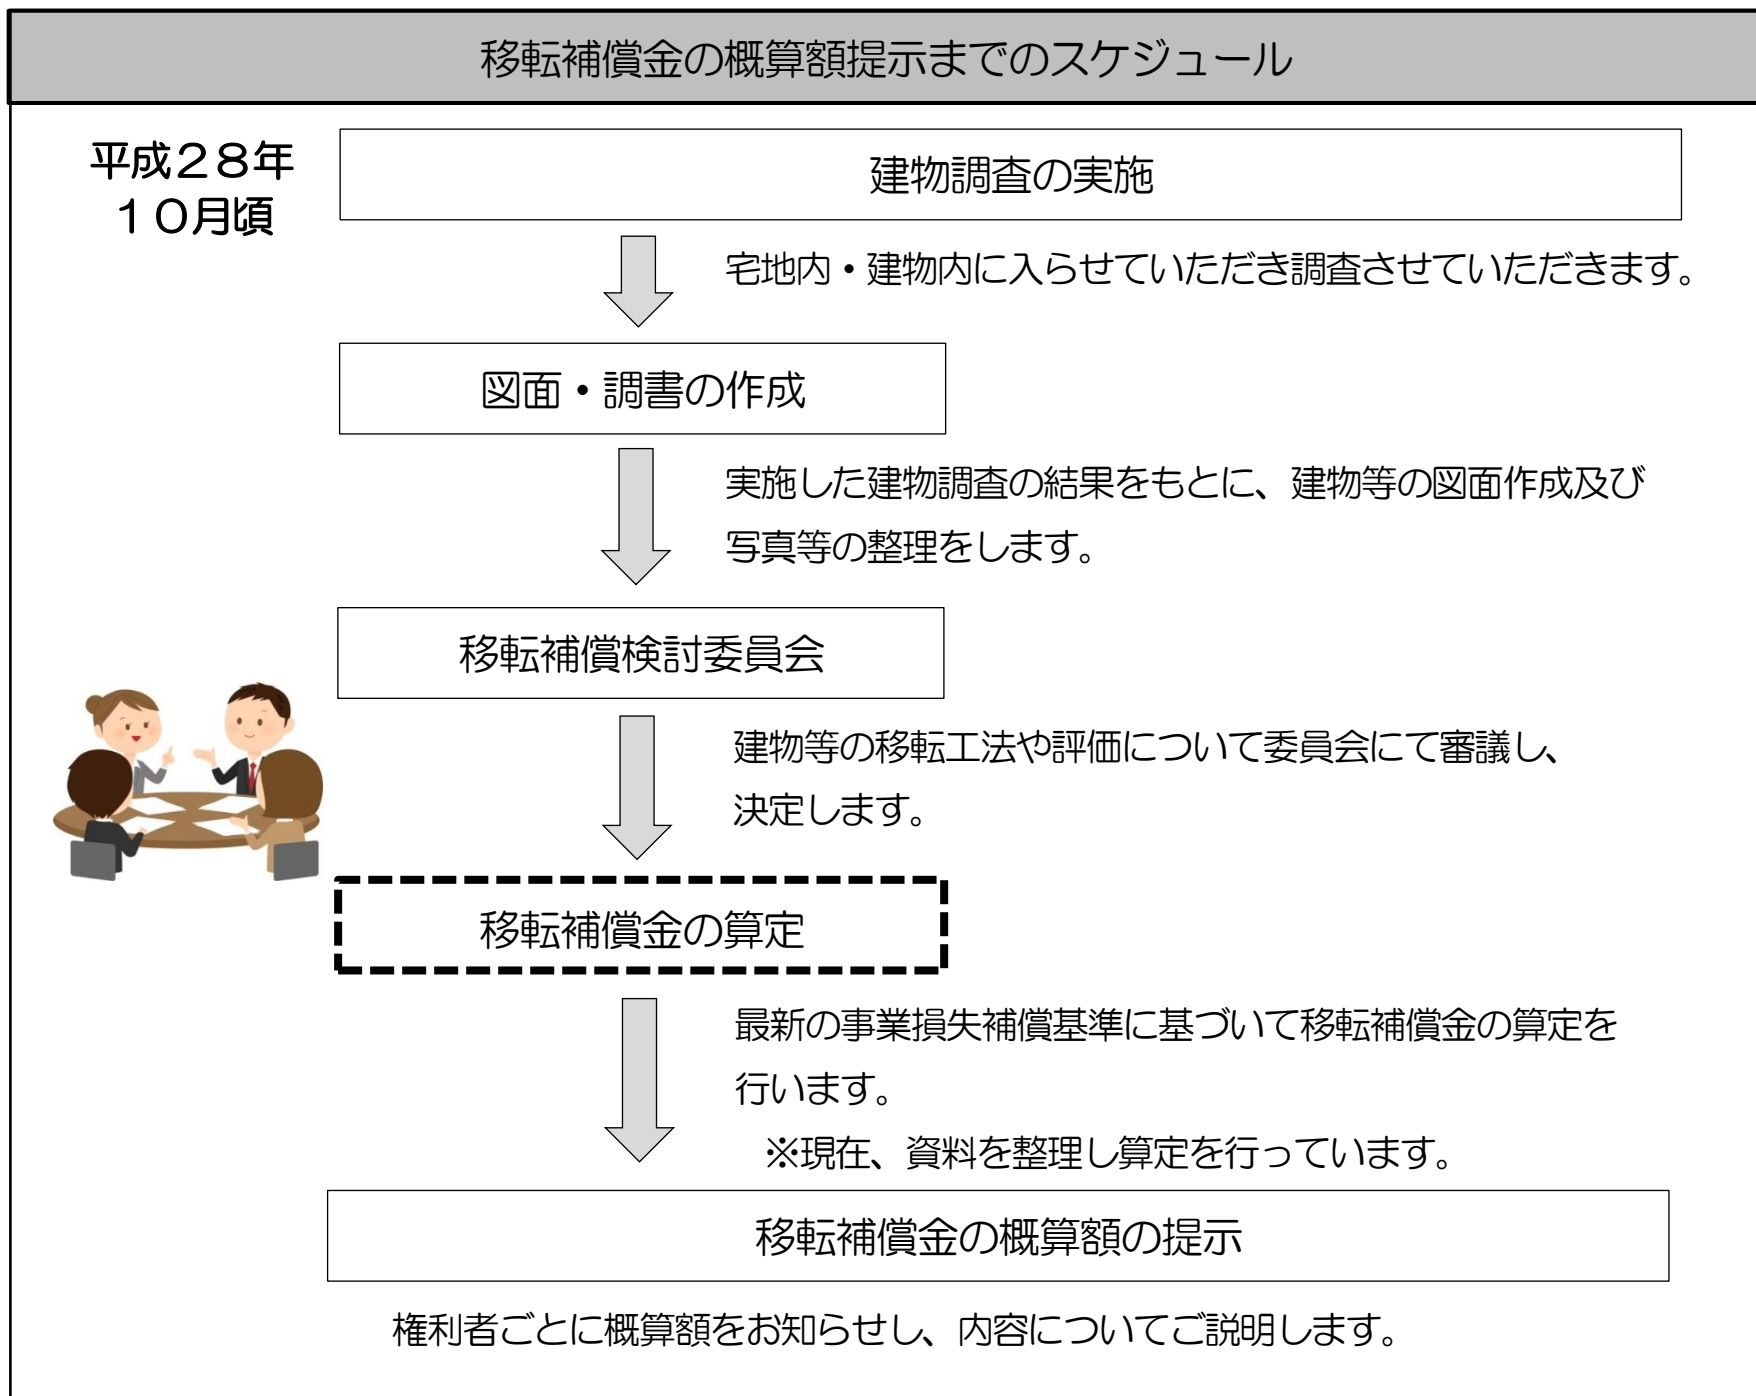 移転補償金の概算額提示までのスケジュール
平成２８年
１０月頃
建物調査の実施
宅地内・建物内に入らせていただき調査させていただきます。
図面・調書の作成
実施した建物調査の結果をもとに、建物等の図面作成及び
写真等の整理をします。
移転補償検討委員会
建物等の移転工法や評価について委員会にて審議し、
決定します。
移転補償金の算定
最新の事業損失補償基準に基づいて移転補償金の算定を
行います。
※現在、資料を整理し算定を行っています。
移転補償金の概算額の提示
権利者ごとに概算額をお知らせし、内容についてご説明します。